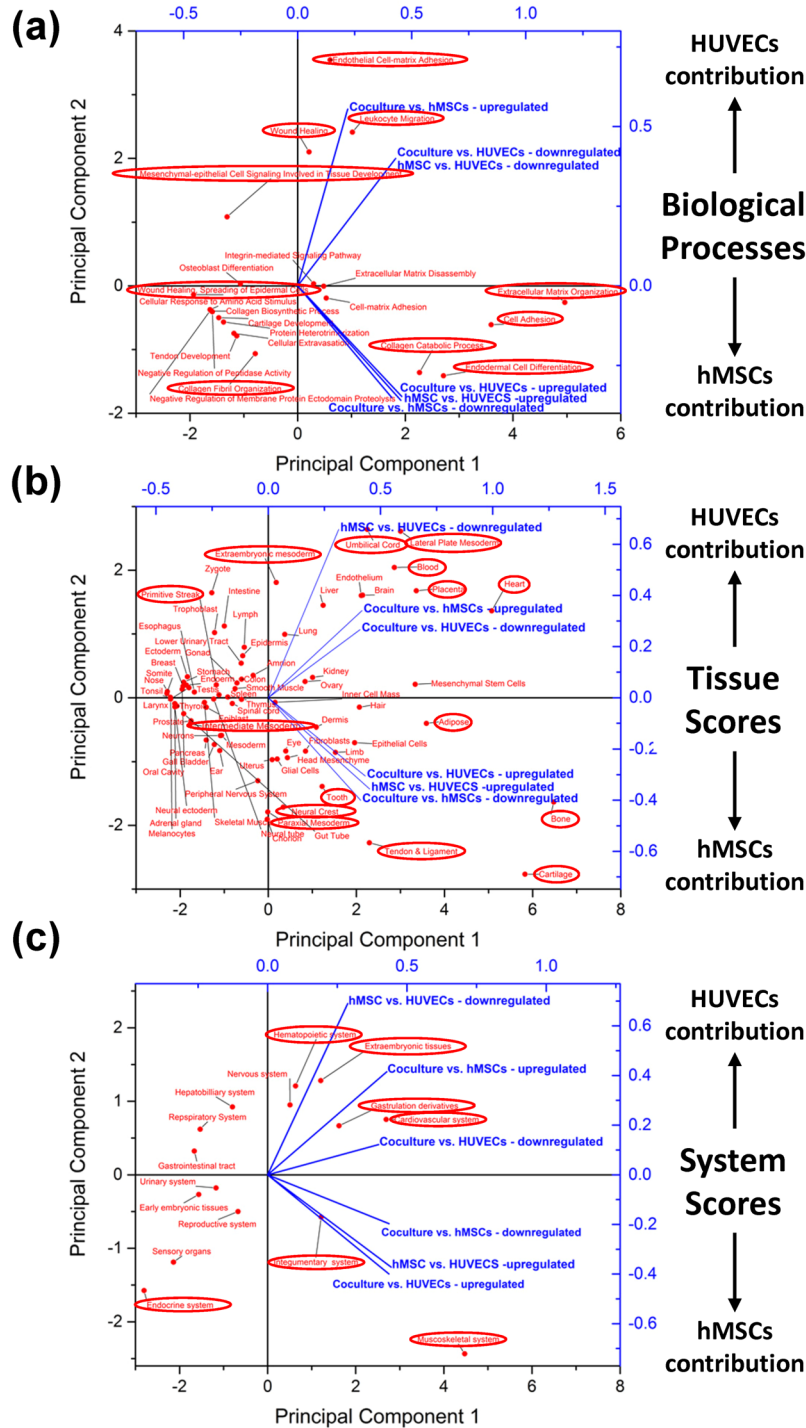 (a)
-0.5 0.0 0.5 1.0
4
2
0
-2
Principal Component 2
Endothelial Cell-matrix Adhesion
Coculture vs. hMSCs - upregulated
Leukocyte Migration
Wound Healing
Coculture vs. HUVECs - downregulated
hMSC vs. HUVECs - downregulated
Mesenchymal-epithelial Cell Signaling Involved in Tissue Development
Integrin-mediated Signaling Pathway
Osteoblast Differentiation
Extracellular Matrix Disassembly
Wound Healing, Spreading of Epidermal Cells
Extracellular Matrix Organization
Cellular Response to Amino Acid Stimulus
Collagen Biosynthetic Process
Cell-matrix Adhesion
Cartilage Development
Cell Adhesion
Protein Heterotrimerization
Cellular Extravasation
Collagen Catabolic Process
Tendon Development
Endodermal Cell Differentiation
Negative Regulation of Peptidase Activity
Collagen Fibril Organization
Coculture vs. HUVECs - upregulated
Negative Regulation of Membrane Protein Ectodomain Proteolysis
hMSC vs. HUVECS -upregulated
Coculture vs. hMSCs - downregulated
0.5
0.0
-2 0 2 4 6
Principal Component 1
HUVECs
contribution
Biological
Processes
hMSCs
contribution
(b)
-0.5 0.0 0.5 1.0 1.5
2
0
-2
Principal Component 2
hMSC vs. HUVECs - downregulated
Umbilical Cord
Lateral Plate Mesoderm
Extraembryonic mesoderm
Blood
Zygote
Endothelium
Primitive Streak
Intestine
Liver
Brain
Placenta
Heart
Trophoblast
Coculture vs. hMSCs - upregulated
Esophagus
Lymph
Coculture vs. HUVECs - downregulated
Lower Urinary Tract
Epidermis
Lung
Ectoderm
Gonad
Breast
Amnion
Somite
Stomach
Kidney
Nose
Endoderm
Colon
Ovary
Mesenchymal Stem Cells
Tonsil
Testis
Smooth Muscle
Spleen
Inner Cell Mass
Larynx
Thyroid
Thymus
Hair
Spinal cord
Prostate
Epiblast
Dermis
Adipose
Intermediate Mesoderm
Neurons
Mesoderm
Eye
Fibroblasts
Epithelial Cells
Pancreas
Head Mesenchyme
Limb
Gall Bladder
Uterus
Glial Cells
Oral Cavity
Ear
Coculture vs. HUVECs - upregulated
Peripheral Nervous System
hMSC vs. HUVECS -upregulated
Tooth
Coculture vs. hMSCs - downregulated
Neural ectoderm
Neural Crest
Bone
Adrenal gland
Skeletal Muscle
Paraxial Mesoderm
Melanocytes
Neural tube
Gut Tube
Chorion
Tendon & Ligament
Cartilage
0.6
0.4
0.2
0.0
-0.2
-0.4
-0.6
-2 0 2 4 6 8
Principal Component 1
HUVECs
contribution
Tissue
Scores
hMSCs
contribution
(c)
0.0 0.5 1.0
2
1
0
-1
-2
Principal Component 2
hMSC vs. HUVECs - downregulated
Hematopoietic system
Extraembryonic tissues
Nervous system
Coculture vs. hMSCs - upregulated
Hepatobilliary system
Gastrulation derivatives
Repspiratory System
Cardiovascular system
Coculture vs. HUVECs - downregulated
Gastrointestinal tract
Urinary system
Early embryonic tissues
Reproductive system
Coculture vs. hMSCs - downregulated
Sensory organs
Integumentary system
hMSC vs. HUVECS -upregulated
Coculture vs. HUVECs - upregulated
Endocrine system
Muscoskeletal system
0.6
0.4
0.2
0.0
-0.2
-0.4
-0.6
-2 0 2 4 6 8
Principal Component 1
HUVECs
contribution
System
Scores
hMSCs
contribution